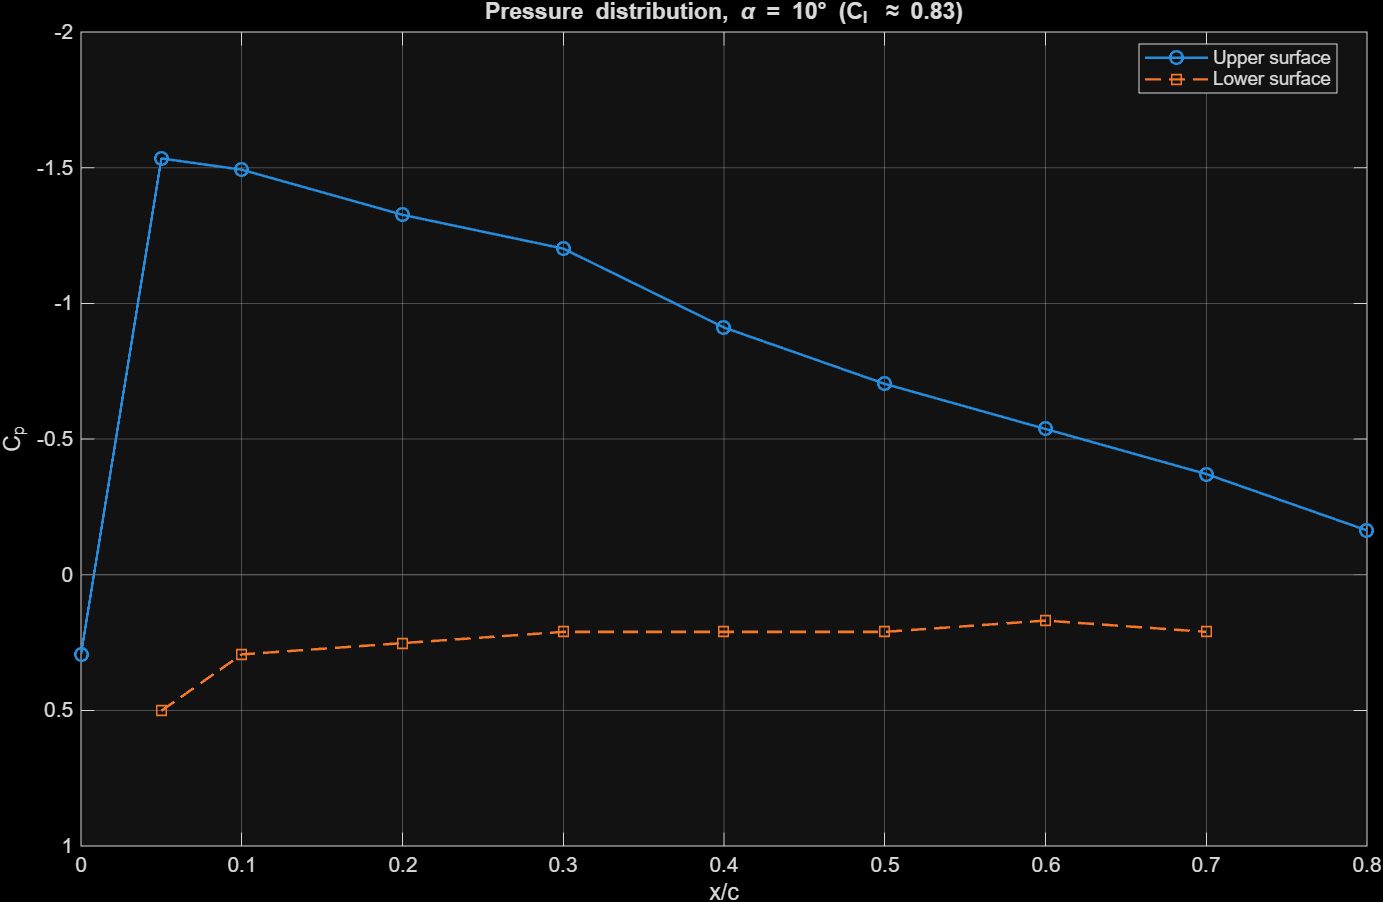 Pressure distribution, α = 10° (Cl ≈ 0.83)
Upper surface
Lower surface
-2
-1.5
-1
-0.5
0
0.5
1
Cp
0 0.1 0.2 0.3 0.4 0.5 0.6 0.7 0.8
x/c